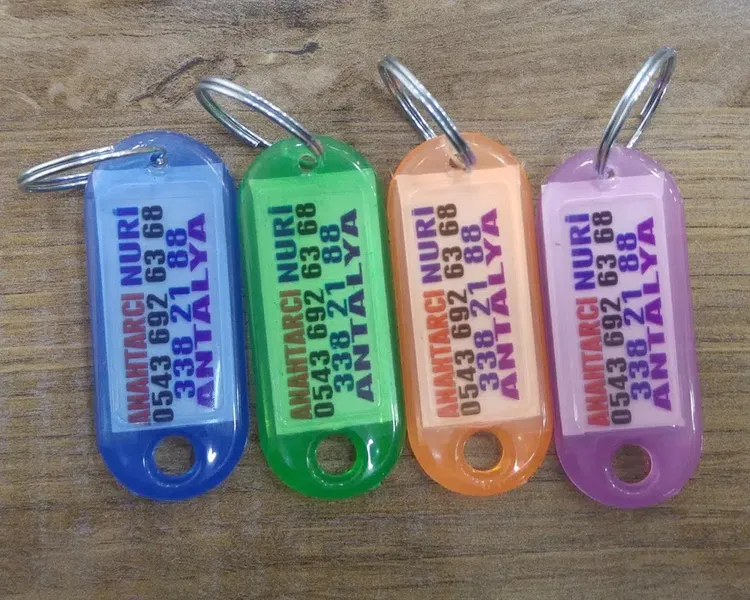 ANAHTARCI NURİ
0543 692 63 68
338 21 88
ANTALYA
ANAHTARCI NURİ
0543 692 63 68
338 21 88
ANTALYA
ANAHTARCI NURİ
0543 692 63 68
338 21 88
ANTALYA
ANAHTARCI NURİ
0543 692 63 68
338 21 88
ANTALYA